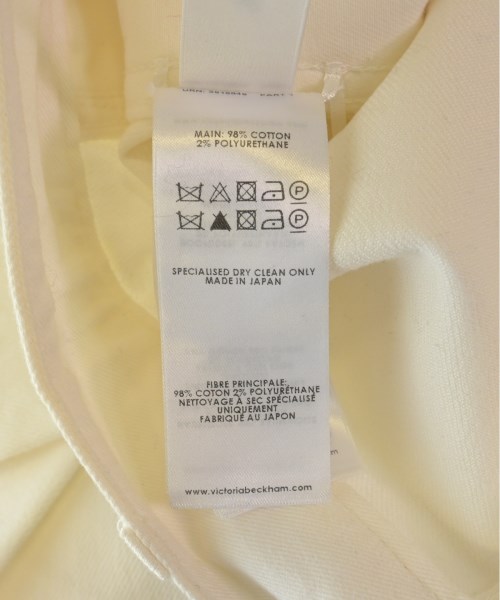 MAIN: 98% COTTON
2% POLYURETHANE
P
P
SPECIALISED DRY CLEAN ONLY
MADE IN JAPAN
FIBRE PRINCIPALE:
98% COTON 2% POLYURÉTHANE
NETTOYAGE À SEC SPÉCIALISÉ
UNIQUEMENT
FABRIQUÉ AU JAPON
www.victoriabeckham.com